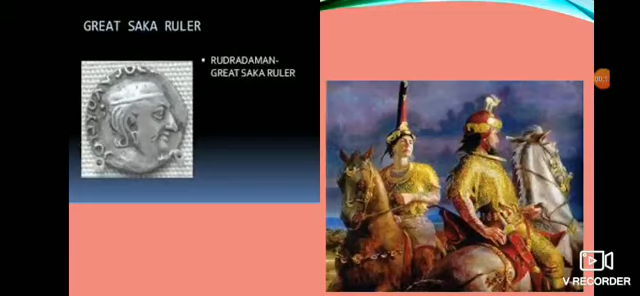 GREAT SAKA RULER
• RUDRADAMAN-
GREAT SAKA RULER
V-RECORDER